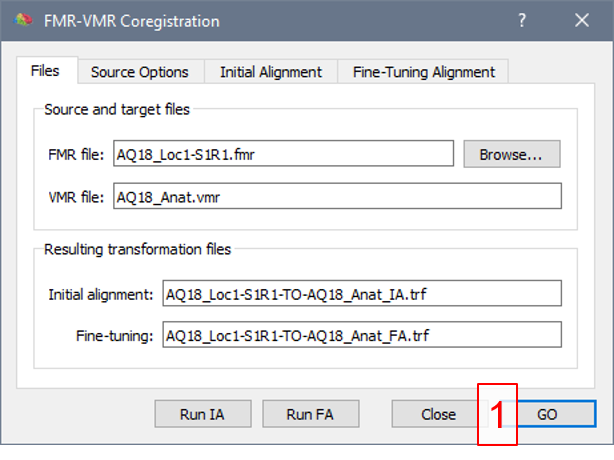 FMR-VMR Coregistration ?
Files Source Options Initial Alignment Fine-Tuning Alignment
Source and target files
FMR file: AQ18_Loc1-S1R1.fmr Browse...
VMR file: AQ18_Anat.vmr
Resulting transformation files
Initial alignment: AQ18_Loc1-S1R1-TO-AQ18_Anat_IA.trf
Fine-tuning: AQ18_Loc1-S1R1-TO-AQ18_Anat_FA.trf
Run IA Run FA Close 1 GO